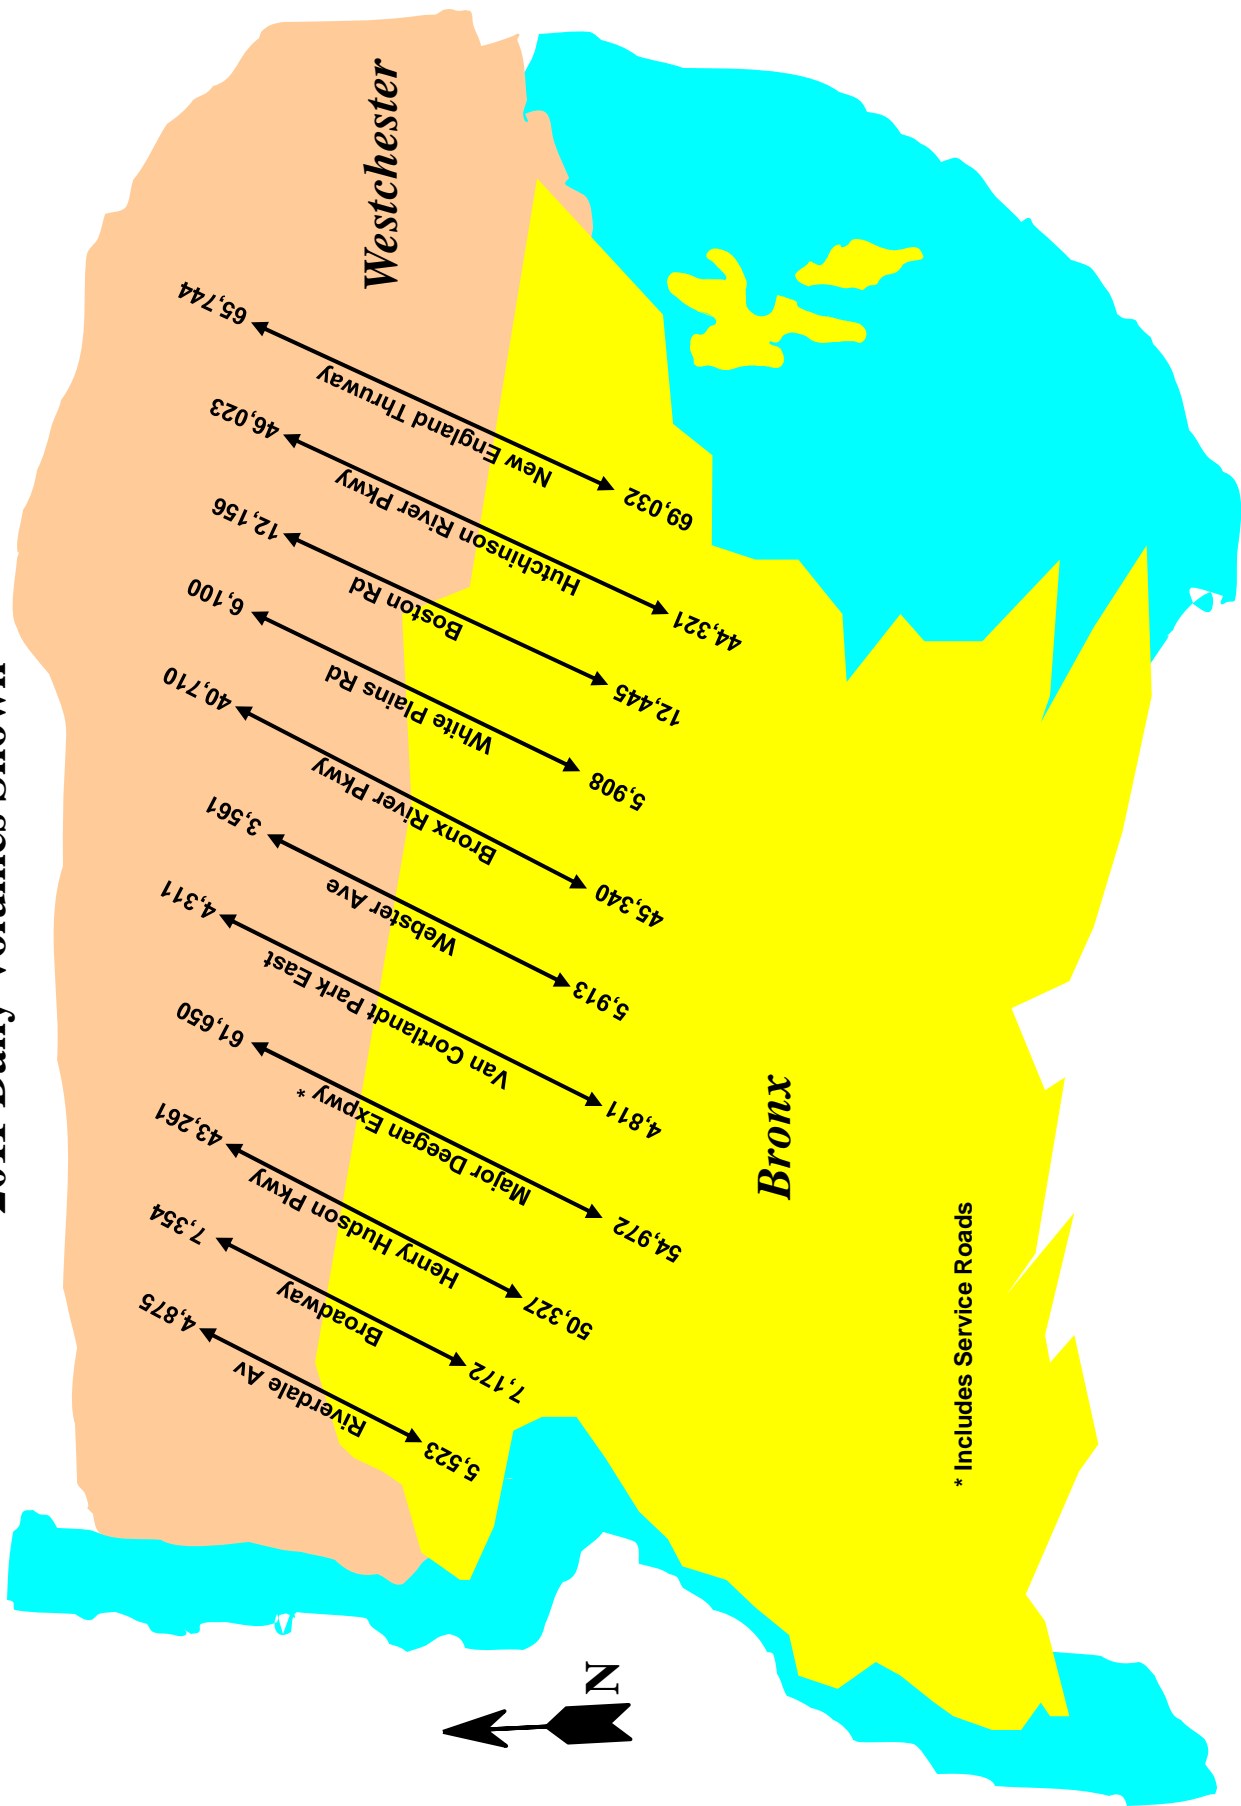 2011 Daily Volumes Shown
Westchester
65,744
New England Thruway
69,032
46,023
Hutchinson River Pkwy
44,321
12,156
Boston Rd
12,445
6,100
White Plains Rd
5,908
40,710
Bronx River Pkwy
45,340
3,561
Webster Ave
5,913
4,311
Van Cortlandt Park East
4,811
61,650
Major Deegan Expwy *
54,972
43,261
Henry Hudson Pkwy
50,327
7,354
Broadway
7,172
4,875
Riverdale Av
5,523
Bronx
* Includes Service Roads
N